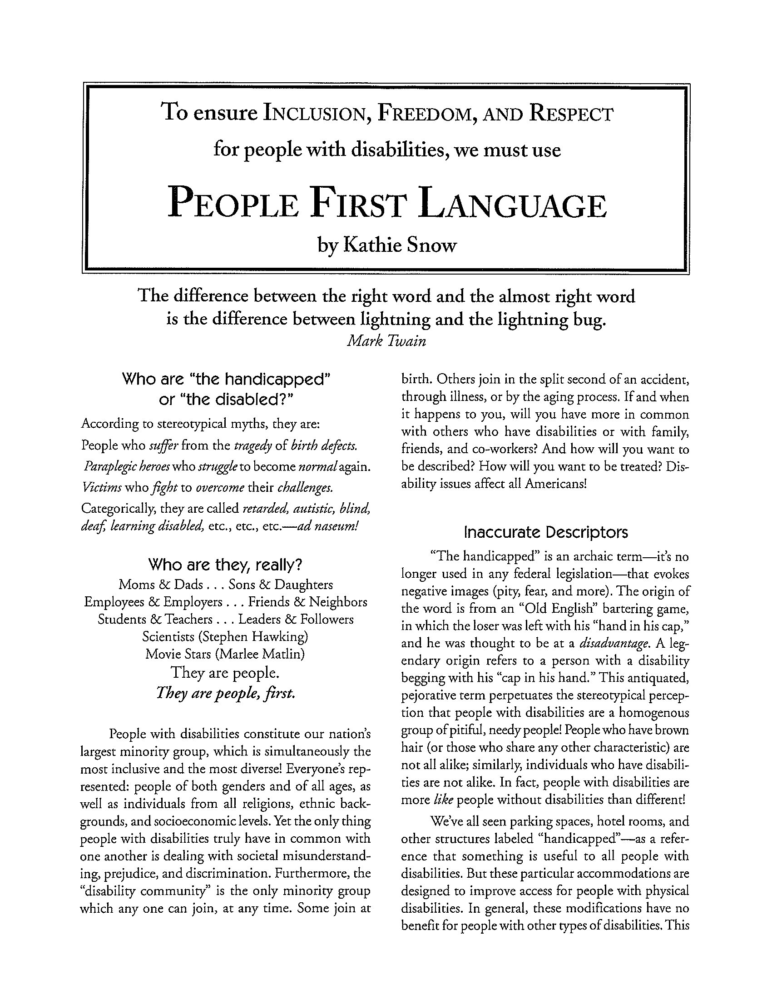 To ensure INCLUSION, FREEDOM, AND RESPECT
for people with disabilities, we must use
PEOPLE FIRST LANGUAGE
by Kathie Snow
The difference between the right word and the almost right word
is the difference between lightning and the lightning bug.
Mark Twain
Who are “the handicapped”
or “the disabled?”
According to stereotypical myths, they are:
People who suffer from the tragedy of birth defects.
Paraplegic heroes who struggle to become normal again.
Victims who fight to overcome their challenges.
Categorically, they are called retarded, autistic, blind,
deaf, learning disabled, etc., etc., etc.—ad naseum!
Who are they, really?
Moms & Dads . . . Sons & Daughters
Employees & Employers . . . Friends & Neighbors
Students & Teachers . . . Leaders & Followers
Scientists (Stephen Hawking)
Movie Stars (Marlee Matlin)
They are people.
They are people, first.
People with disabilities constitute our nation’s
largest minority group, which is simultaneously the
most inclusive and the most diverse! Everyone’s rep-
resented: people of both genders and of all ages, as
well as individuals from all religions, ethnic back-
grounds, and socioeconomic levels. Yet the only thing
people with disabilities truly have in common with
one another is dealing with societal misunderstand-
ing, prejudice, and discrimination. Furthermore, the
“disability community” is the only minority group
which any one can join, at any time. Some join at
birth. Others join in the split second of an accident,
through illness, or by the aging process. If and when
it happens to you, will you have more in common
with others who have disabilities or with family,
friends, and co-workers? And how will you want to
be described? How will you want to be treated? Dis-
ability issues affect all Americans!
Inaccurate Descriptors
“The handicapped” is an archaic term—it’s no
longer used in any federal legislation—that evokes
negative images (pity, fear, and more). The origin of
the word is from an “Old English” bartering game,
in which the loser was left with his “hand in his cap,”
and he was thought to be at a disadvantage. A leg-
endary origin refers to a person with a disability
begging with his “cap in his hand.” This antiquated,
pejorative term perpetuates the stereotypical percep-
tion that people with disabilities are a homogenous
group of pitiful, needy people! People who have brown
hair (or those who share any other characteristic) are
not all alike; similarly, individuals who have disabili-
ties are not alike. In fact, people with disabilities are
more like people without disabilities than different!
We’ve all seen parking spaces, hotel rooms, and
other structures labeled “handicapped”—as a refer-
ence that something is useful to all people with
disabilities. But these particular accommodations are
designed to improve access for people with physical
disabilities. In general, these modifications have no
benefit for people with other types of disabilities. This